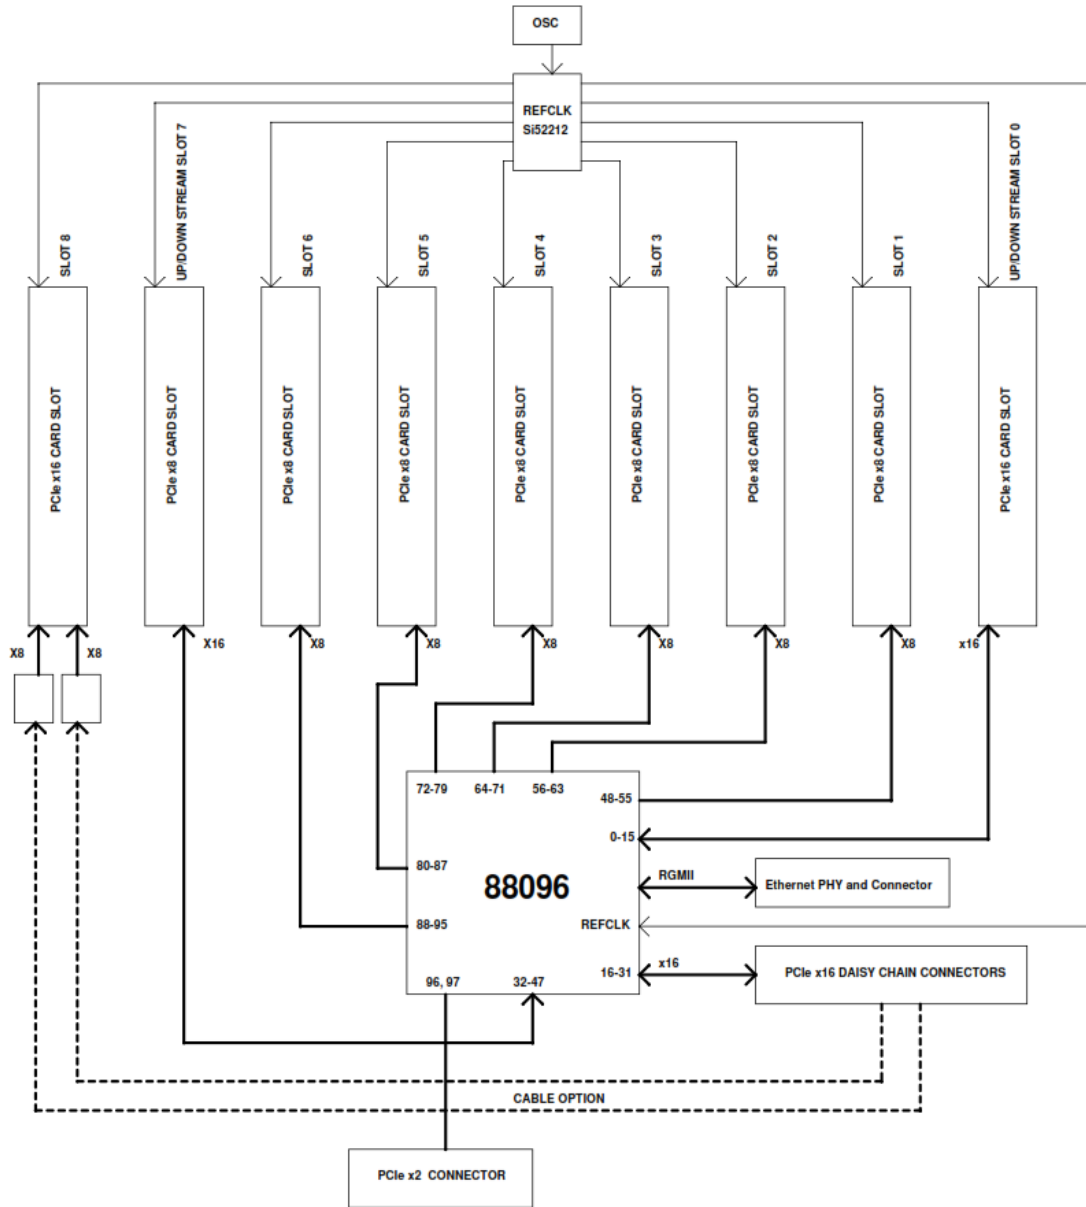 OSC
REFCLK
Si52212
SLOT 8
UP/DOWN STREAM SLOT 7
SLOT 6
SLOT 5
SLOT 4
SLOT 3
SLOT 2
SLOT 1
UP/DOWN STREAM SLOT 0
PCIe x16 CARD SLOT
PCIe x8 CARD SLOT
PCIe x8 CARD SLOT
PCIe x8 CARD SLOT
PCIe x8 CARD SLOT
PCIe x8 CARD SLOT
PCIe x8 CARD SLOT
PCIe x8 CARD SLOT
PCIe x16 CARD SLOT
X8
X8
X16
X8
X8
X8
X8
X8
X8
x16
72-79
64-71
56-63
48-55
0-15
80-87
88096
RGMII
Ethernet PHY and Connector
88-95
REFCLK
16-31
x16
PCIe x16 DAISY CHAIN CONNECTORS
96, 97
32-47
CABLE OPTION
PCIe x2 CONNECTOR